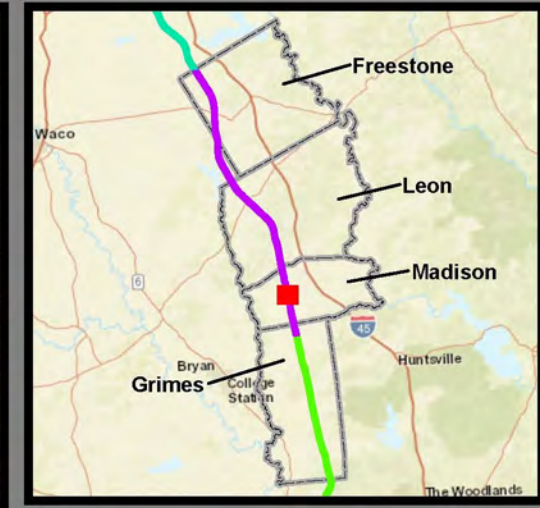 Freestone
Waco
Leon
Madison
6
45
Huntsville
Bryan
Grimes
College
Station
The Woodlands